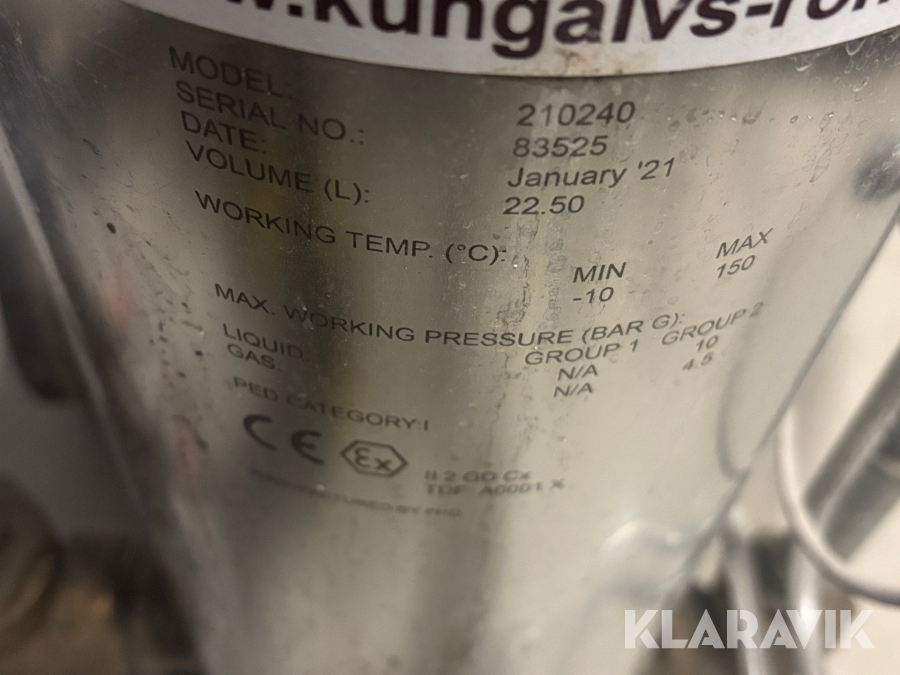 .kungalvs-ror
MODEL: 210240
SERIAL NO.: 83525
DATE: January '21
VOLUME (L): 22.50
WORKING TEMP. (°C): MIN MAX
-10 150
MAX. WORKING PRESSURE (BAR G):
GROUP 1 GROUP 2
LIQUID N/A 10
GAS N/A 4.5
PED CATEGORY: I
CE Ex II 2 GD Cx
TDF A0001 X
KLARAVIK